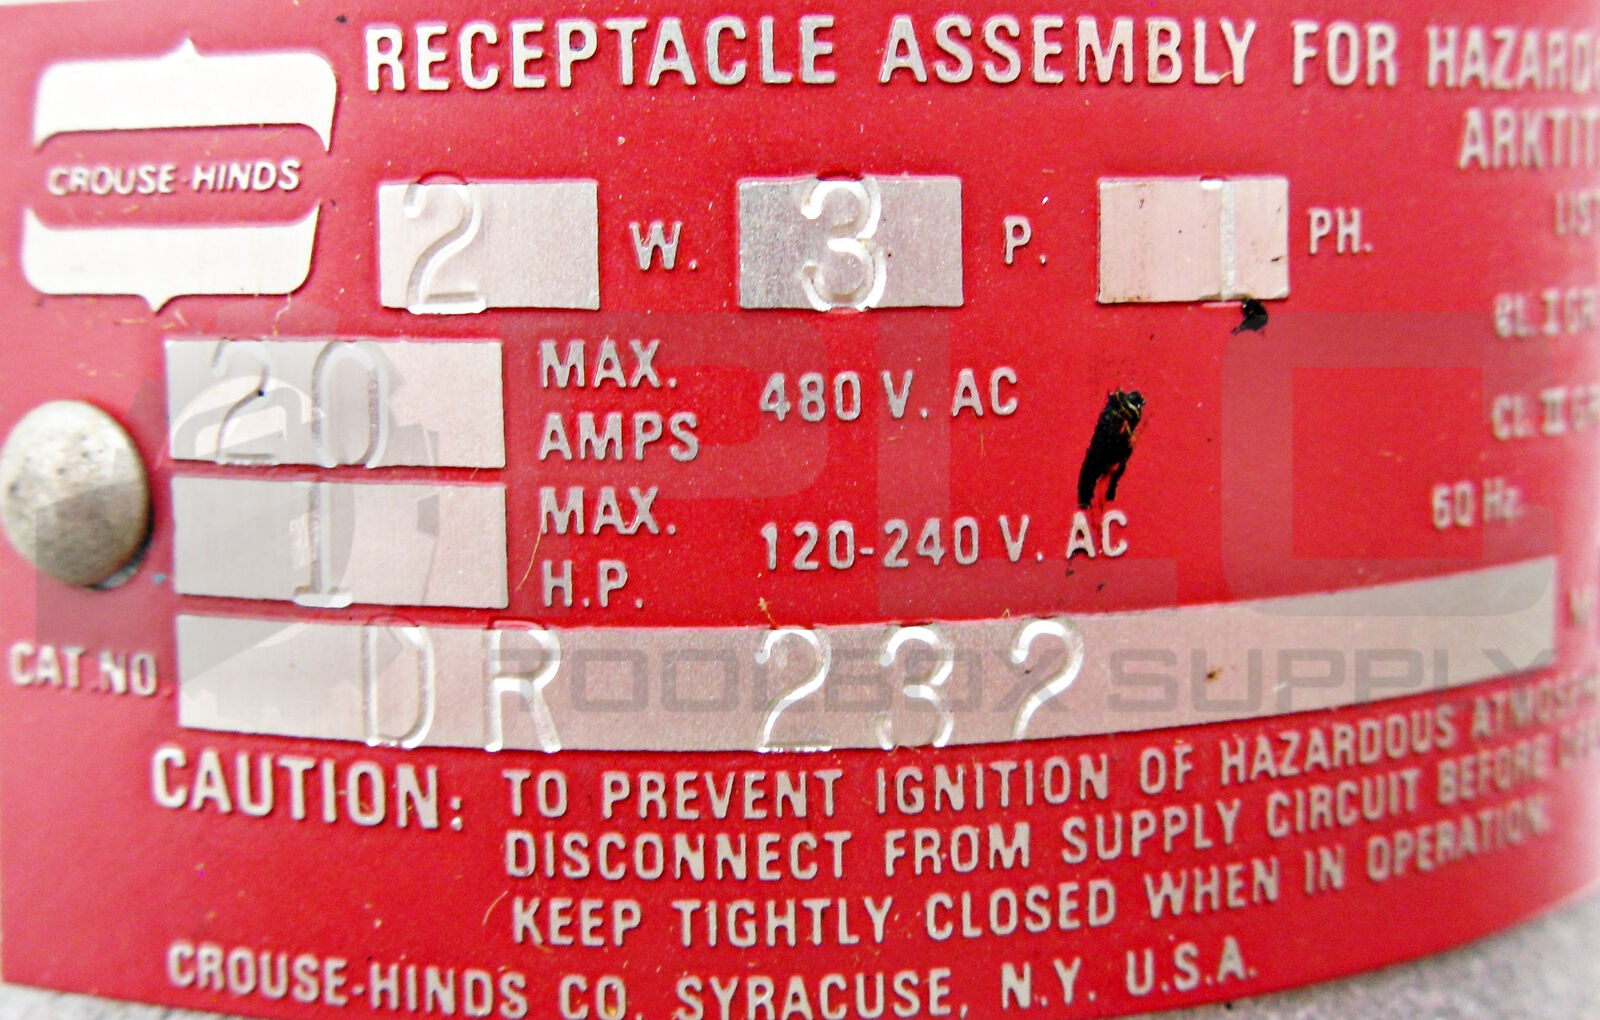 RECEPTACLE ASSEMBLY FOR
CROUSE-HINDS
2 W. 3 P. 1 PH.
20 MAX. AMPS 480 V. AC
1 MAX. H.P. 120-240 V. AC
60 Hz.
CAT. NO. DR 232
TOOLBOX SUPPLY
CAUTION: TO PREVENT IGNITION OF HAZARDOUS
DISCONNECT FROM SUPPLY CIRCUIT BEFORE
KEEP TIGHTLY CLOSED WHEN IN OPERATION.
CROUSE-HINDS CO. SYRACUSE, N.Y. U.S.A.